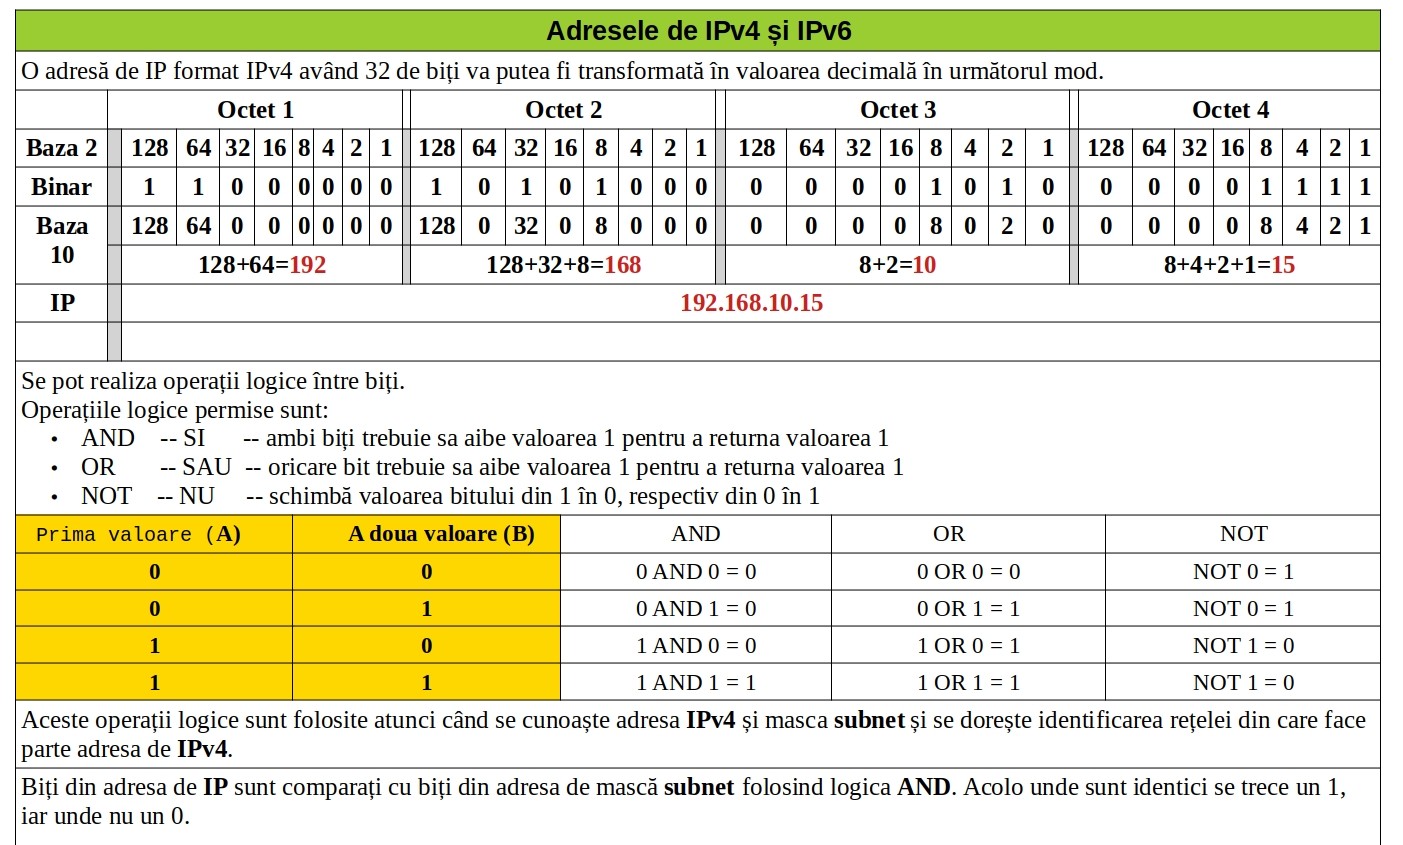 Adresele de IPv4 și IPv6
O adresă de IP format IPv4 având 32 de biți va putea fi transformată în valoarea decimală în următorul mod.
Octet 1 Octet 2 Octet 3 Octet 4
Baza 2 128 64 32 16 8 4 2 1 128 64 32 16 8 4 2 1 128 64 32 16 8 4 2 1 128 64 32 16 8 4 2 1
Binar 1 1 0 0 0 0 0 0 1 0 1 0 1 0 0 0 0 0 0 0 1 0 1 0 0 0 0 0 1 1 1 1
Baza 10 128 64 0 0 0 0 0 0 128 0 32 0 8 0 0 0 0 0 0 0 8 0 2 0 0 0 0 0 8 4 2 1
128+64=192 128+32+8=168 8+2=10 8+4+2+1=15
IP 192.168.10.15
Se pot realiza operații logice între biți.
Operațiile logice permise sunt:
• AND -- SI -- ambi biți trebuie sa aibe valoarea 1 pentru a returna valoarea 1
• OR -- SAU -- oricare bit trebuie sa aibe valoarea 1 pentru a returna valoarea 1
• NOT -- NU -- schimbă valoarea bitului din 1 în 0, respectiv din 0 în 1
Prima valoare (A) A doua valoare (B) AND OR NOT
0 0 0 AND 0 = 0 0 OR 0 = 0 NOT 0 = 1
0 1 0 AND 1 = 0 0 OR 1 = 1 NOT 0 = 1
1 0 1 AND 0 = 0 1 OR 0 = 1 NOT 1 = 0
1 1 1 AND 1 = 1 1 OR 1 = 1 NOT 1 = 0
Aceste operații logice sunt folosite atunci când se cunoaște adresa IPv4 și masca subnet și se dorește identificarea rețelei din care face
parte adresa de IPv4.
Biți din adresa de IP sunt comparați cu biți din adresa de mască subnet folosind logica AND. Acolo unde sunt identici se trece un 1,
iar unde nu un 0.